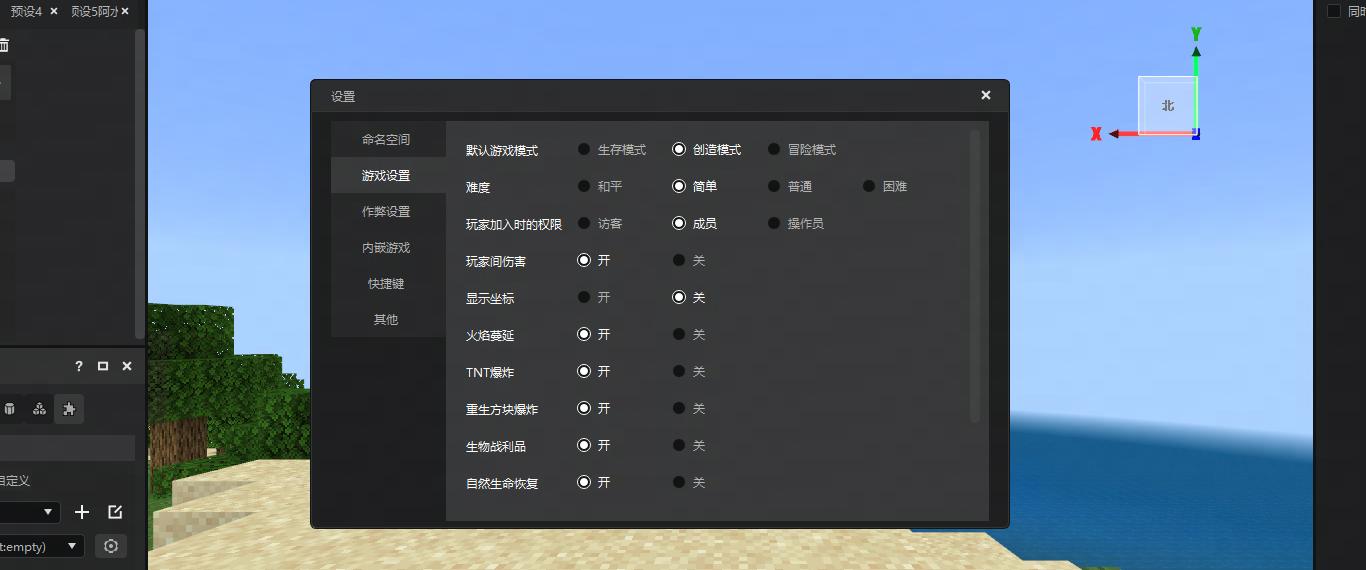 预设4 × 预设5阿水 ×
同时
Y
北
X
设置
命名空间
游戏设置
作弊设置
内嵌游戏
快捷键
其他
默认游戏模式 生存模式 创造模式 冒险模式
难度 和平 简单 普通 困难
玩家加入时的权限 访客 成员 操作员
玩家间伤害 开 关
显示坐标 开 关
火焰蔓延 开 关
TNT爆炸 开 关
重生方块爆炸 开 关
生物战利品 开 关
自然生命恢复 开 关
?
自定义
t:empty)